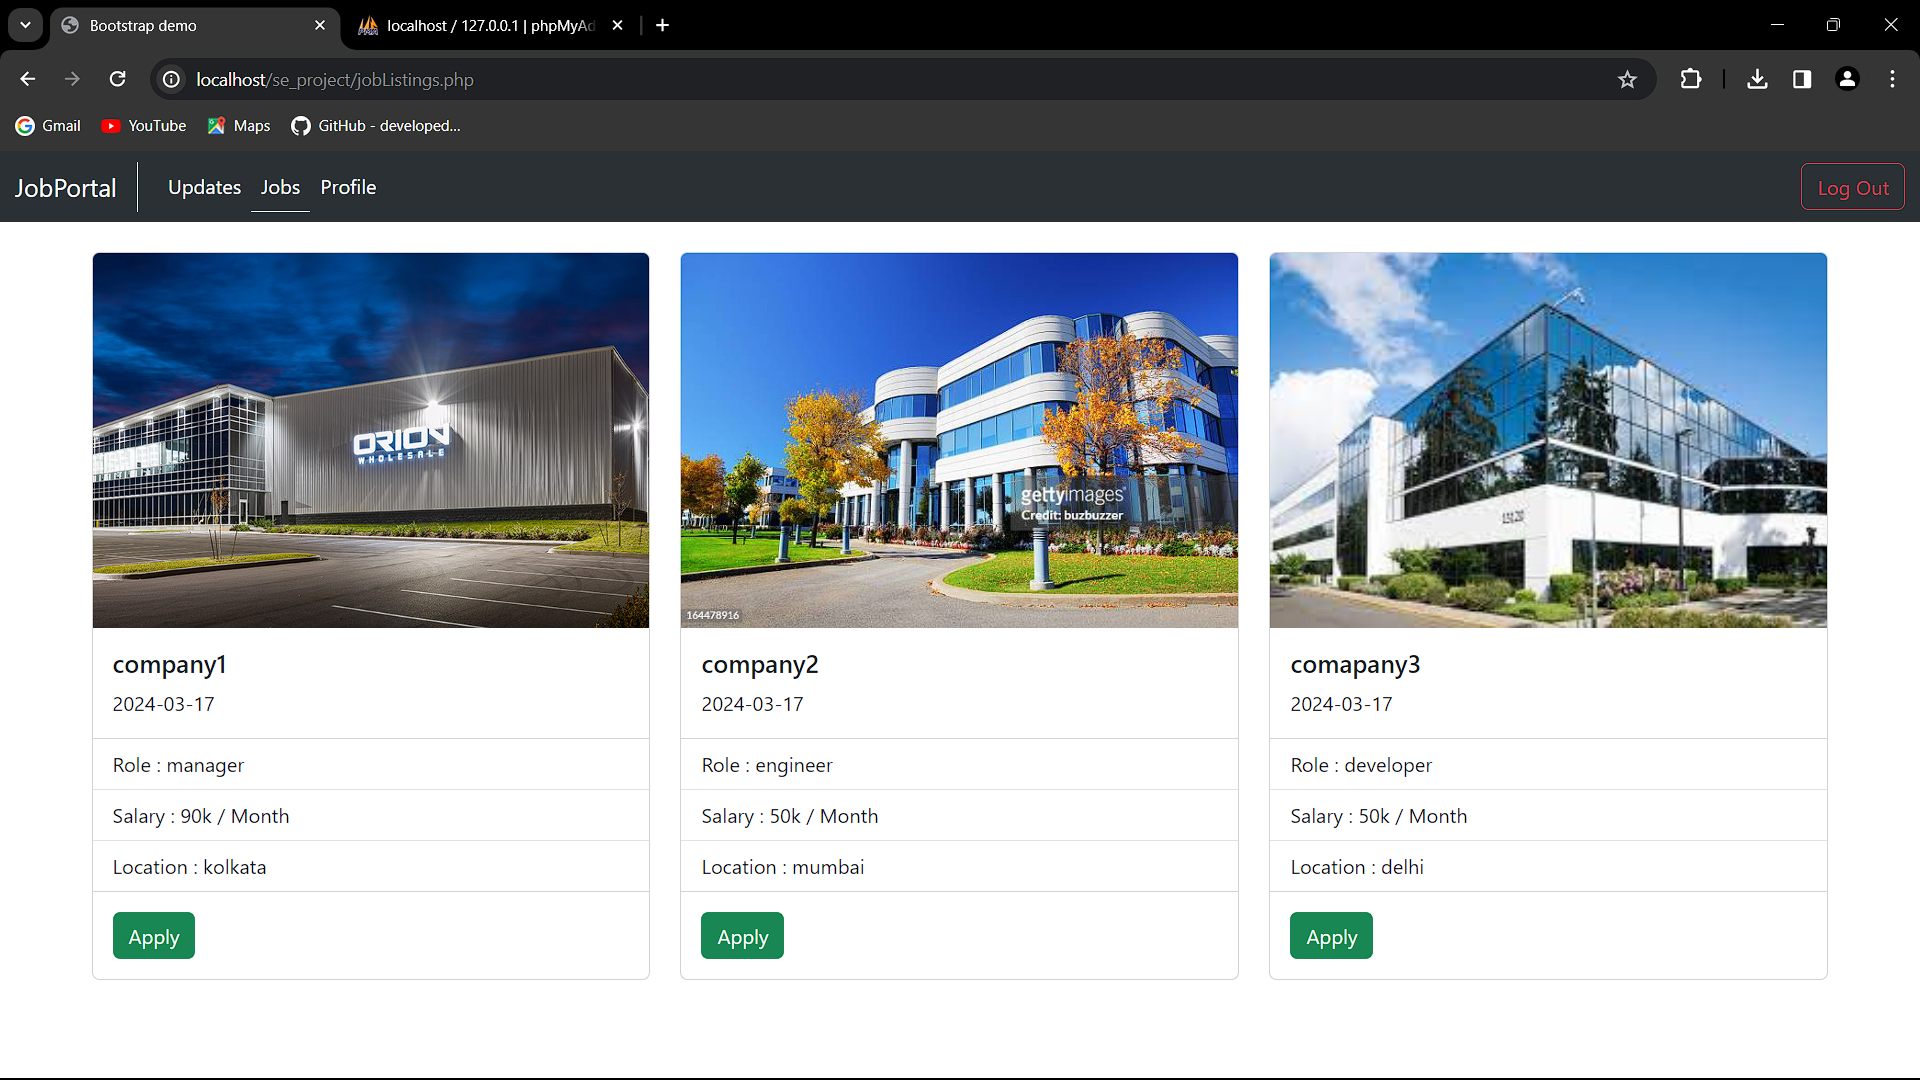 Bootstrap demo
localhost / 127.0.0.1 | phpMyAd
localhost/se_project/jobListings.php
Gmail
YouTube
Maps
GitHub - developed...
JobPortal
Updates
Jobs
Profile
Log Out
ORION
WHOLESALE
gettyimages
Credit: buzbuzzer
164478916
company1
2024-03-17
Role : manager
Salary : 90k / Month
Location : kolkata
Apply
company2
2024-03-17
Role : engineer
Salary : 50k / Month
Location : mumbai
Apply
comapany3
2024-03-17
Role : developer
Salary : 50k / Month
Location : delhi
Apply